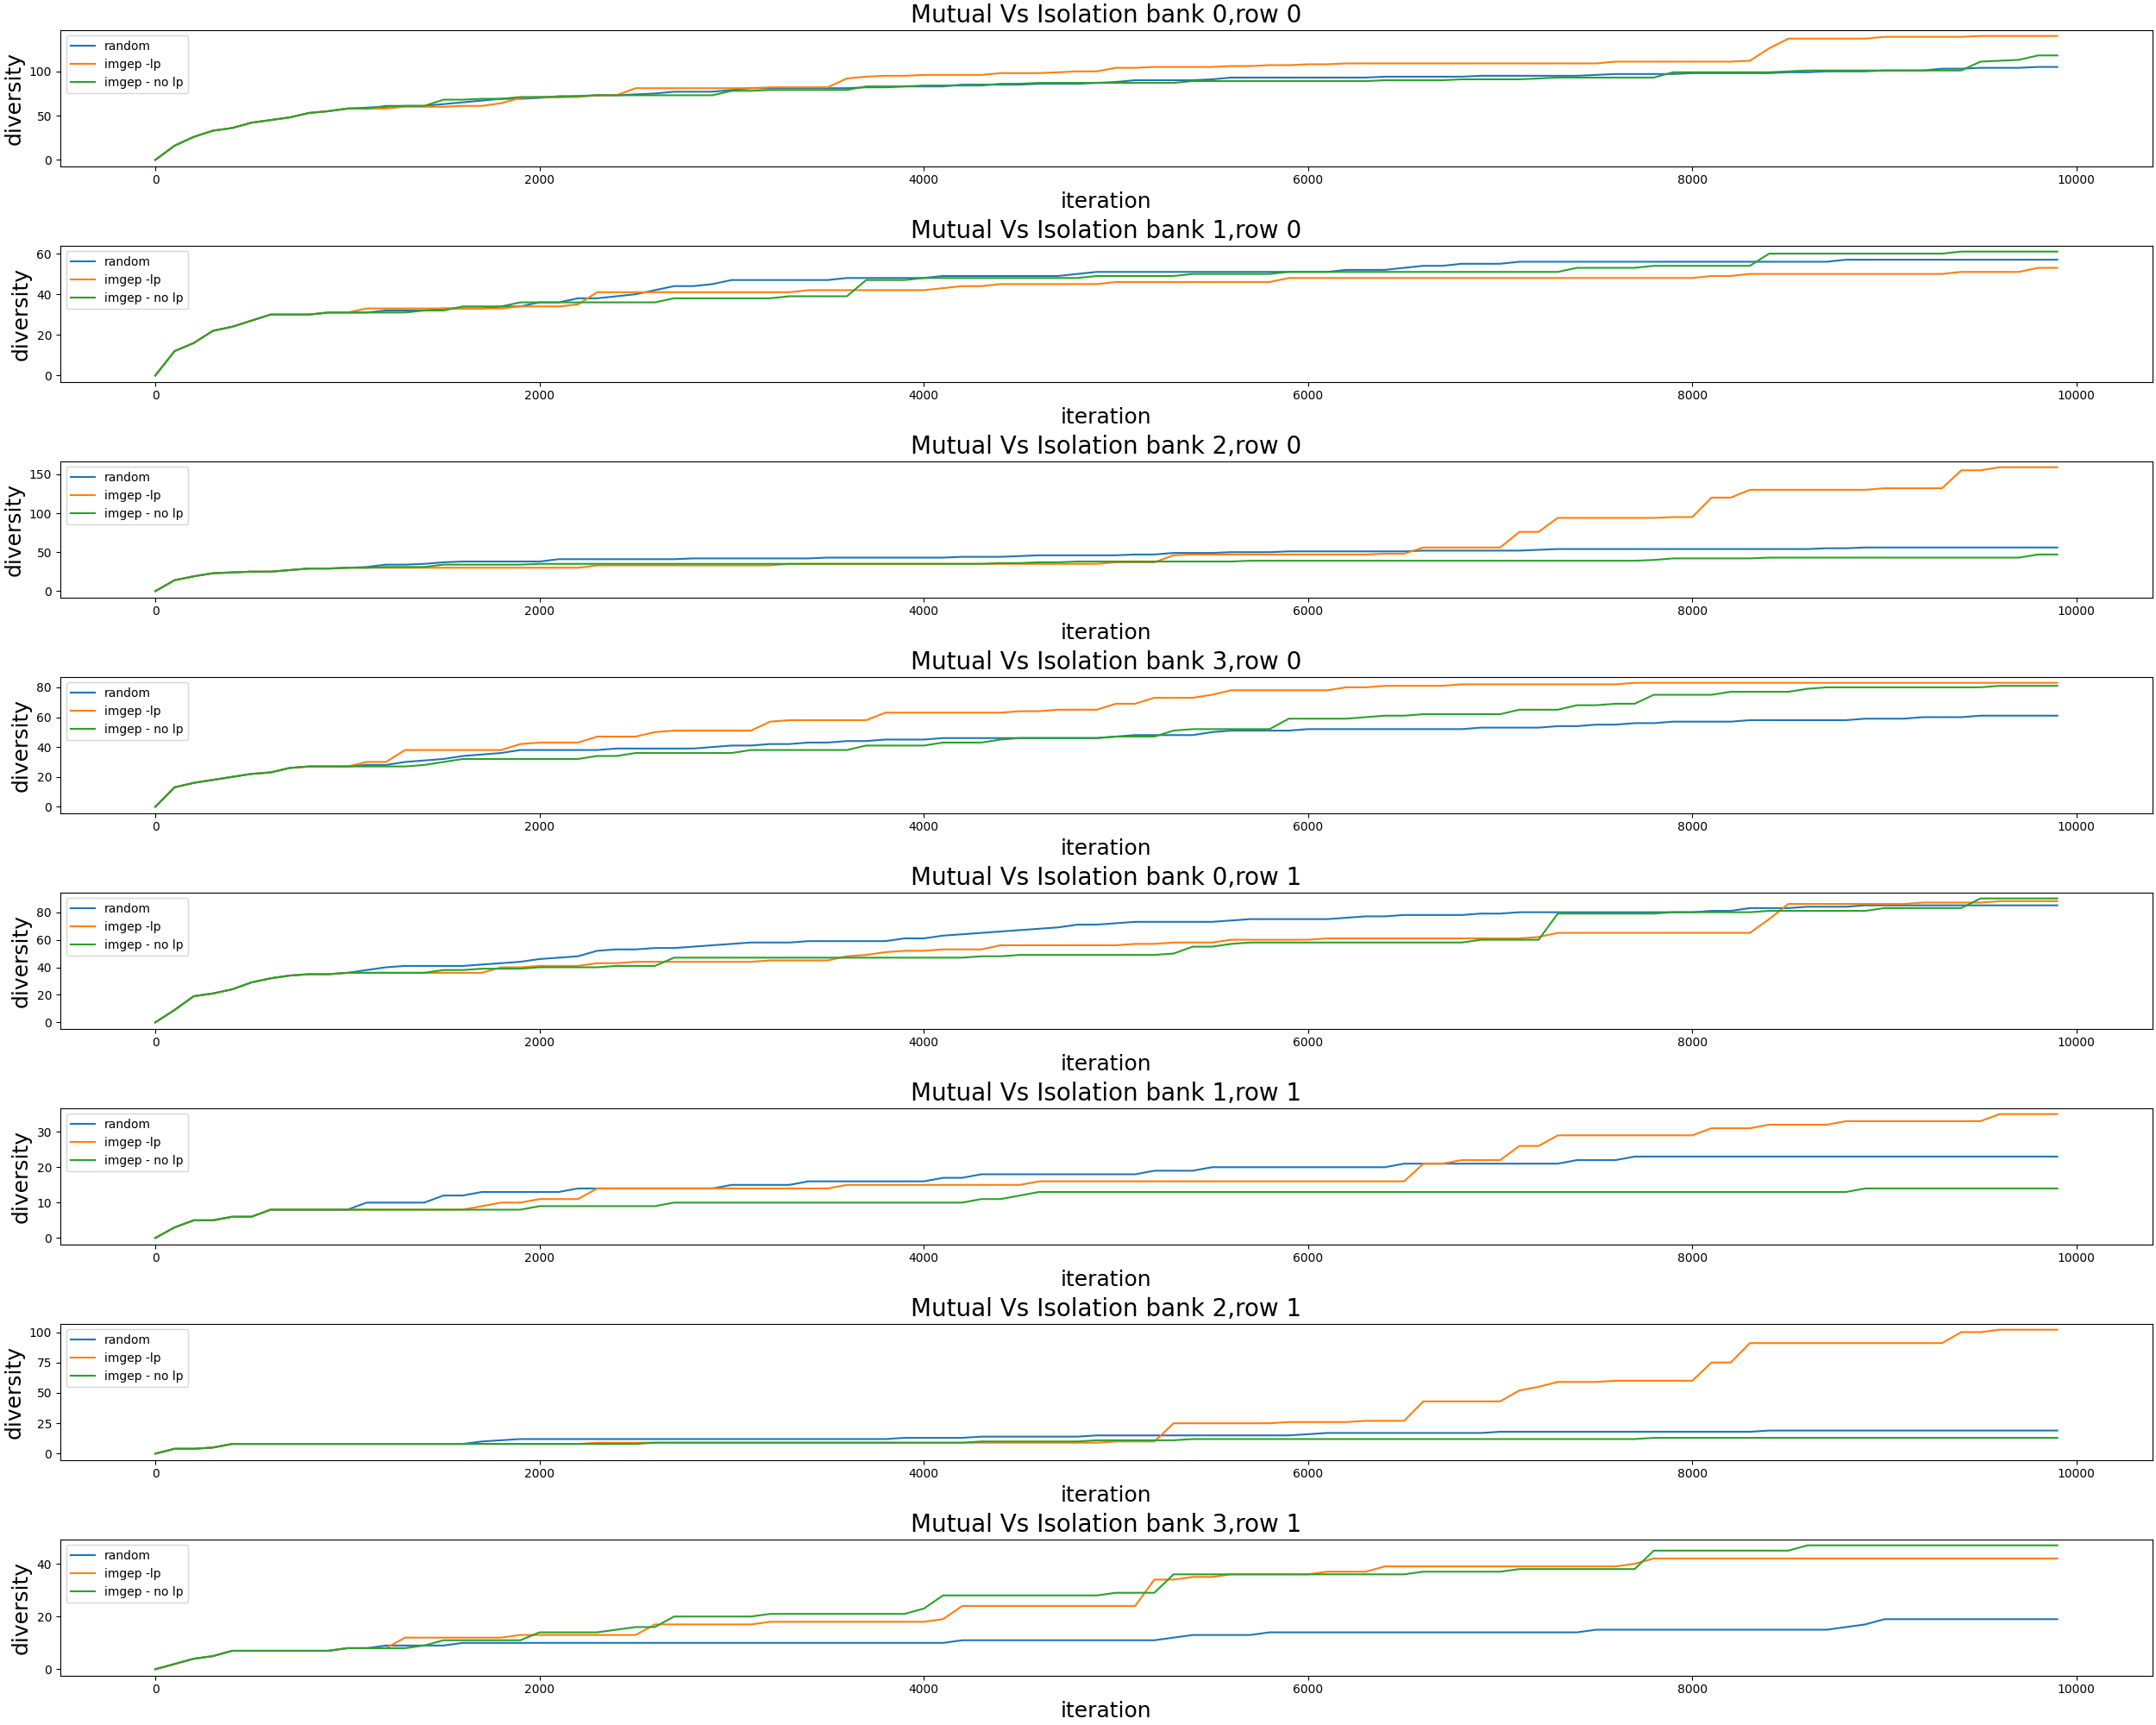 Mutual Vs Isolation bank 0,row 0
random
imgep -lp
imgep - no lp
diversity
100
50
0
0 2000 4000 6000 8000 10000
iteration
Mutual Vs Isolation bank 1,row 0
random
imgep -lp
imgep - no lp
diversity
60
40
20
0
0 2000 4000 6000 8000 10000
iteration
Mutual Vs Isolation bank 2,row 0
random
imgep -lp
imgep - no lp
diversity
150
100
50
0
0 2000 4000 6000 8000 10000
iteration
Mutual Vs Isolation bank 3,row 0
random
imgep -lp
imgep - no lp
diversity
80
60
40
20
0
0 2000 4000 6000 8000 10000
iteration
Mutual Vs Isolation bank 0,row 1
random
imgep -lp
imgep - no lp
diversity
80
60
40
20
0
0 2000 4000 6000 8000 10000
iteration
Mutual Vs Isolation bank 1,row 1
random
imgep -lp
imgep - no lp
diversity
30
20
10
0
0 2000 4000 6000 8000 10000
iteration
Mutual Vs Isolation bank 2,row 1
random
imgep -lp
imgep - no lp
diversity
100
75
50
25
0
0 2000 4000 6000 8000 10000
iteration
Mutual Vs Isolation bank 3,row 1
random
imgep -lp
imgep - no lp
diversity
40
20
0
0 2000 4000 6000 8000 10000
iteration